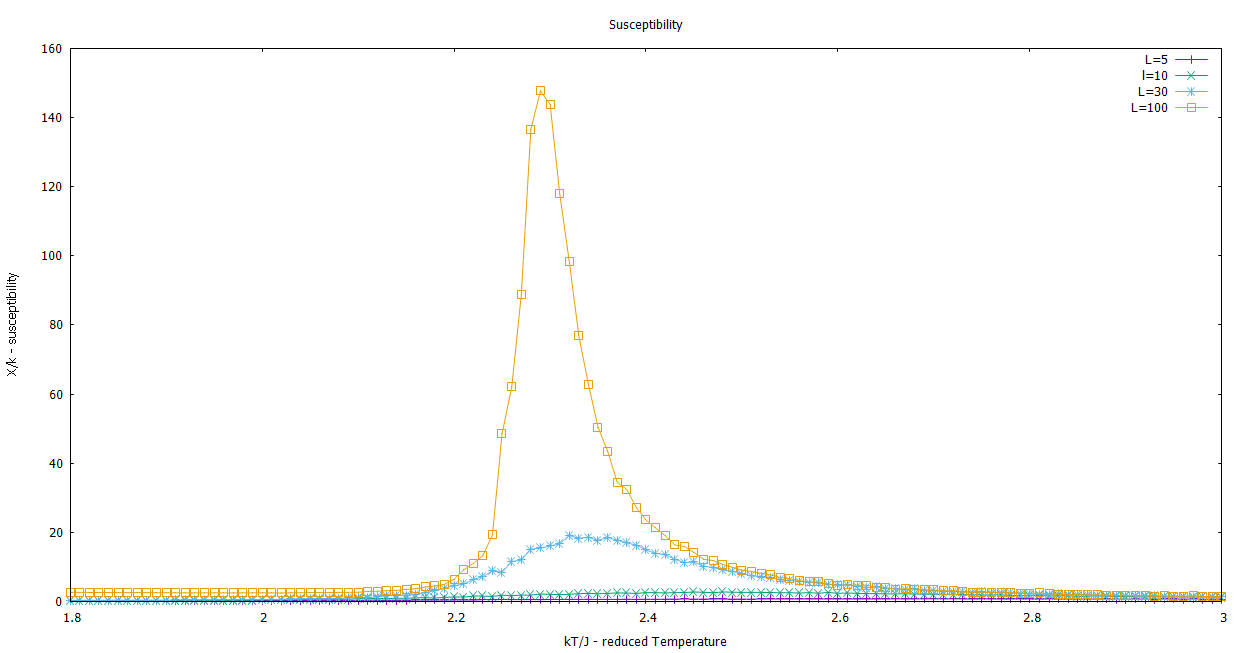 Susceptibility
160
140
120
100
80
60
40
20
0
X/k - susceptibility
L=5
l=10
L=30
L=100
1.8
2
2.2
2.4
2.6
2.8
3
kT/J - reduced Temperature